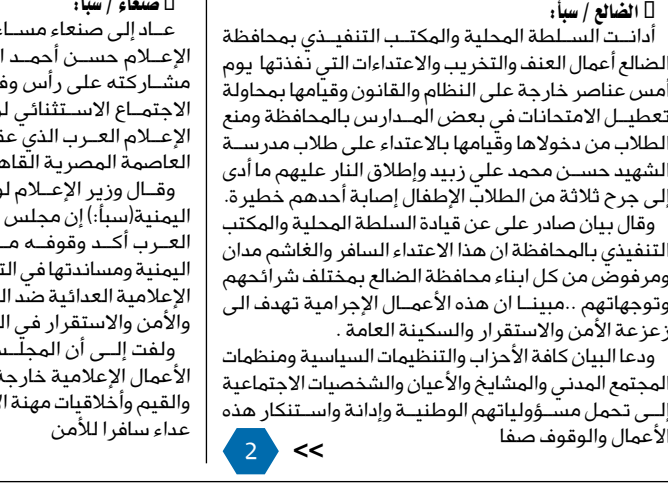 الضالع / سبأ:
أدانت السلطة المحلية والمكتب التنفيذي بمحافظة
الضالع أعمال العنف والتخريب والاعتداءات التي نفذتها يوم
أمس عناصر خارجة على النظام والقانون وقيامها بمحاولة
تعطيل الامتحانات في بعض المدارس بالمحافظة ومنع
الطلاب من دخولاها وقيامها بالاعتداء على طلاب مدرسة
الشهيد حسن محمد علي زبيد وإطلاق النار عليهم ما أدى
إلى جرح ثلاثة من الطلاب الإطفال إصابة أحدهم خطيرة.
وقال بيان صادر على عن قيادة السلطة المحلية والمكتب
التنفيذي بالمحافظة ان هذا الاعتداء السافر والغاشم مدان
ومرفوض من كل ابناء محافظة الضالع بمختلف شرائحهم
وتوجهاتهم ..مبينا ان هذه الأعمال الإجرامية تهدف الى
زعزعة الأمن والاستقرار والسكينة العامة .
ودعا البيان كافة الأحزاب والتنظيمات السياسية ومنظمات
المجتمع المدني والمشايخ والأعيان والشخصيات الاجتماعية
إلى تحمل مسؤولياتهم الوطنية وإدانة واستنكار هذه
الأعمال والوقوف صفا
>> 2
صنعاء / سبأ:
عاد إلى صنعاء
الإعلام حسن أحمد
مشاركته على رأس
الاجتماع الاستثنائي
الإعلام العرب الذي
العاصمة المصرية
وقال وزير الإعلام
اليمنية(سبأ:) إن مجلس
العرب أكد وقوفه
اليمنية ومساندتها في
الإعلامية العدائية ضد
والأمن والاستقرار في
ولفت إلى أن
الأعمال الإعلامية خارجة
والقيم وأخلاقيات مهنة
عداء سافرا للأمن